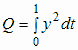 Q = ∫₀¹ y² dt